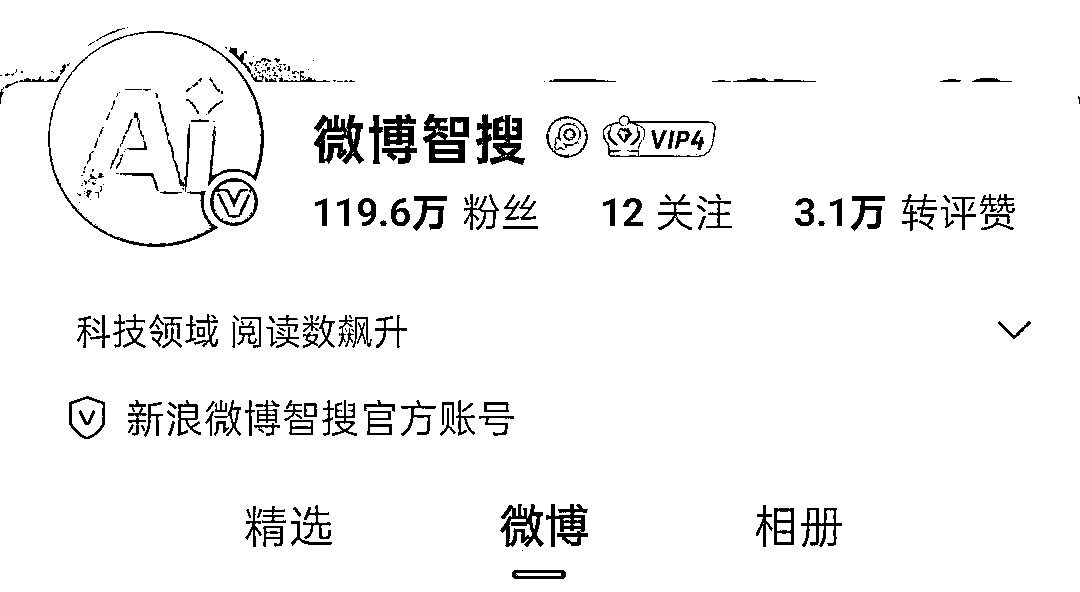 Ai
微博智搜 VIP4
119.6万 粉丝 12 关注 3.1万 转评赞
科技领域 阅读数飙升
新浪微博智搜官方账号
精选 微博 相册